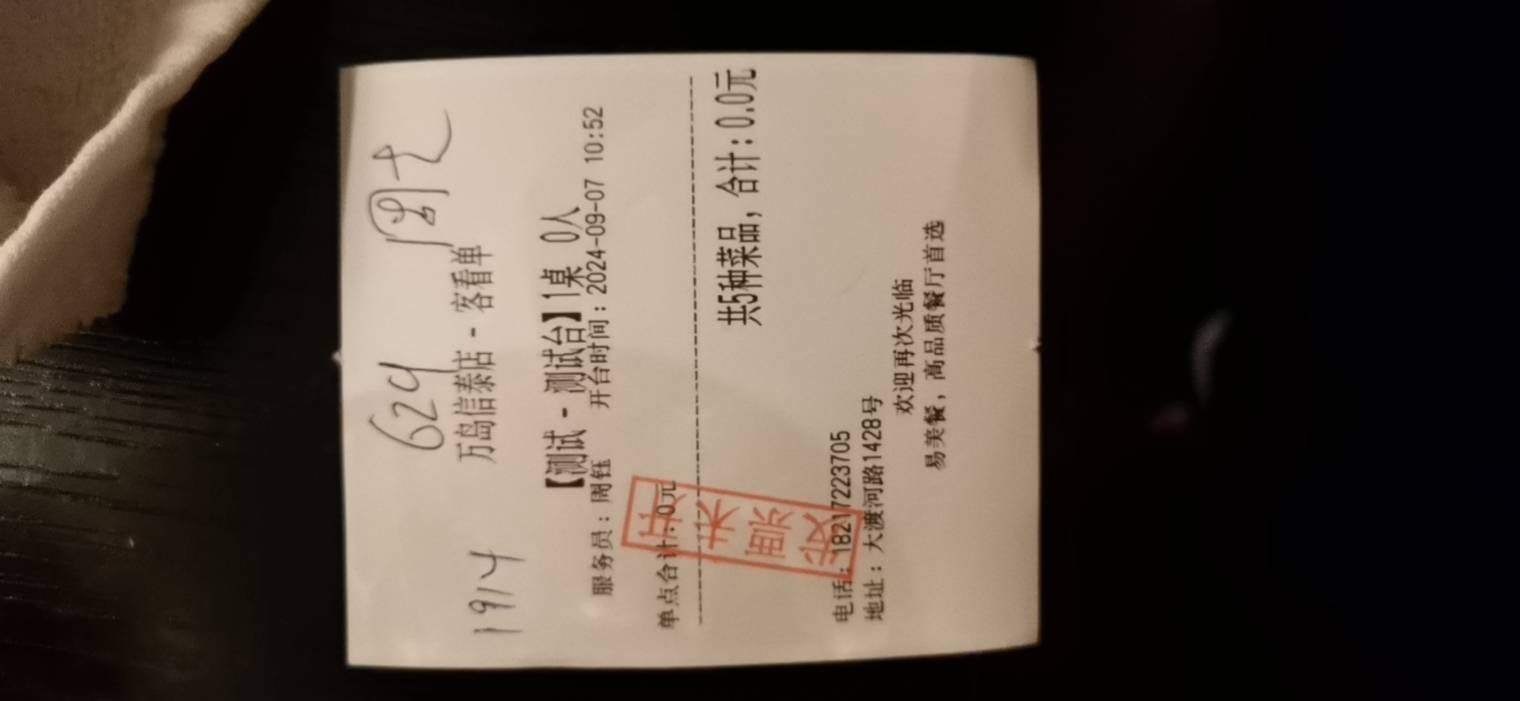 624
万岛信泰店 - 客看单
1914
【测试 - 测试台】1桌 0人
服务员：周钰 开台时间：2024-09-07 10:52
单点合计：0元
共5种菜品，合计：0.0元
电话：18217223705
地址：大渡河路1428号
欢迎再次光临
易美餐，高品质餐厅首选